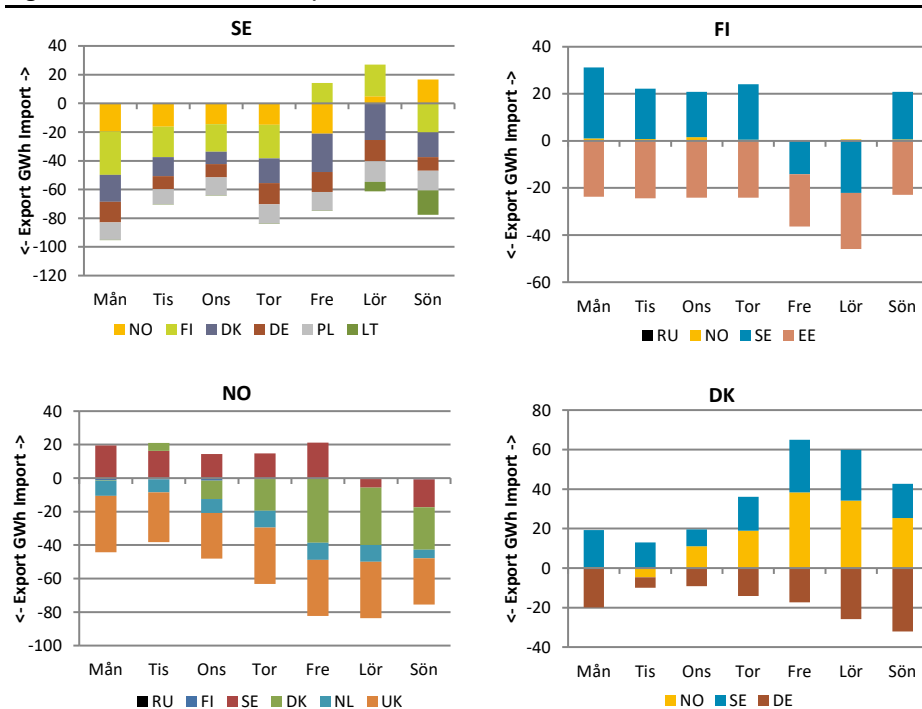 SE
<- Export GWh Import ->
40
20
0
-20
-40
-60
-80
-100
-120
Mån Tis Ons Tor Fre Lör Sön
NO FI DK DE PL LT
FI
<- Export GWh Import ->
40
20
0
-20
-40
-60
Mån Tis Ons Tor Fre Lör Sön
RU NO SE EE
NO
<- Export GWh Import ->
40
20
0
-20
-40
-60
-80
-100
Mån Tis Ons Tor Fre Lör Sön
RU FI SE DK NL UK
DK
<- Export GWh Import ->
80
60
40
20
0
-20
-40
Mån Tis Ons Tor Fre Lör Sön
NO SE DE